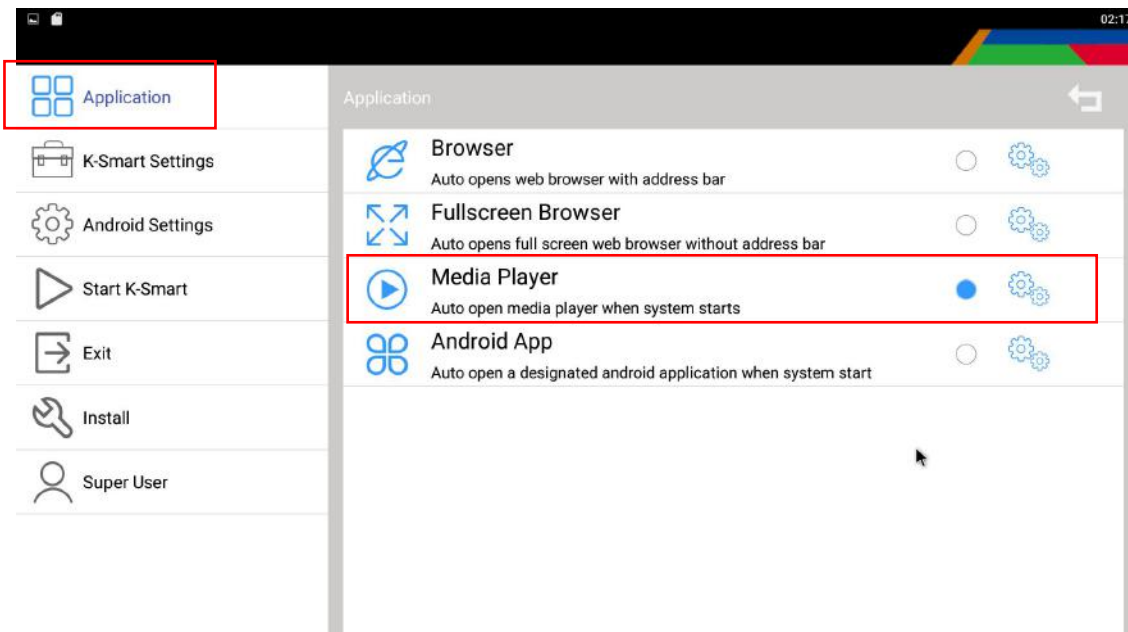 02:17
Application
K-Smart Settings
Android Settings
Start K-Smart
Exit
Install
Super User
Application
Browser
Auto opens web browser with address bar
Fullscreen Browser
Auto opens full screen web browser without address bar
Media Player
Auto open media player when system starts
Android App
Auto open a designated android application when system start